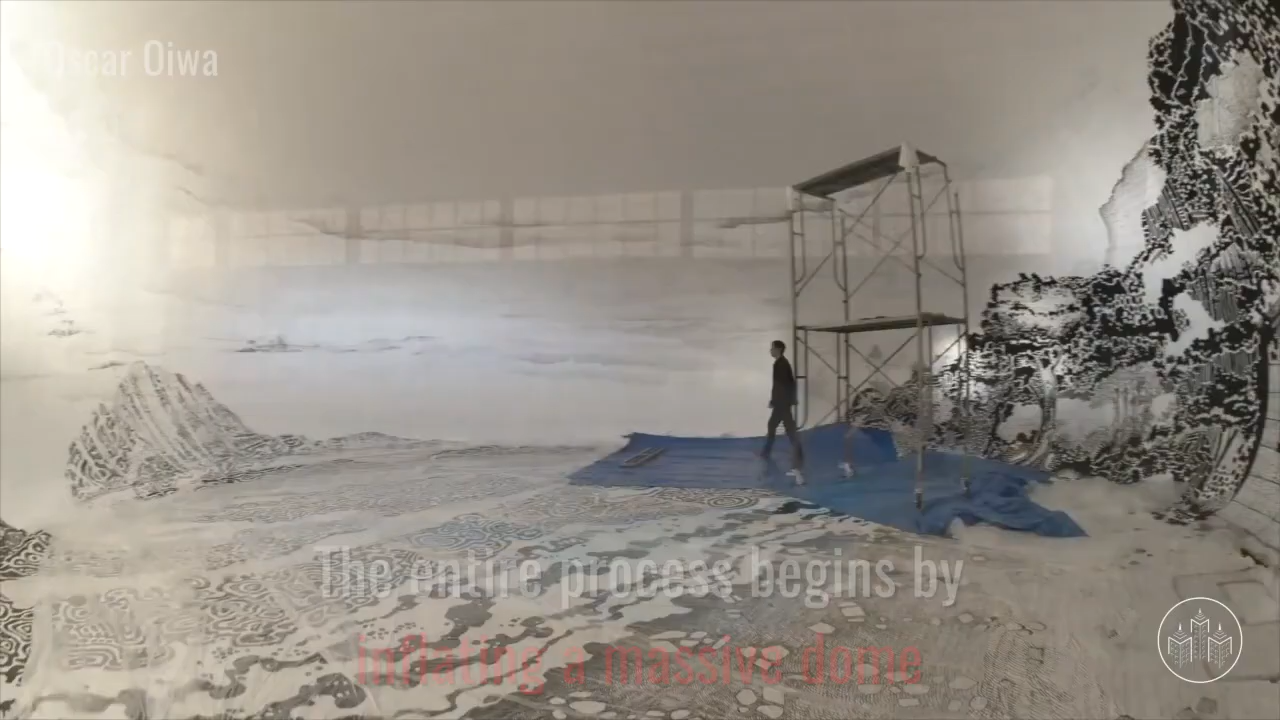 Oscar Oiwa
The entire process begins by
inflating a massive dome